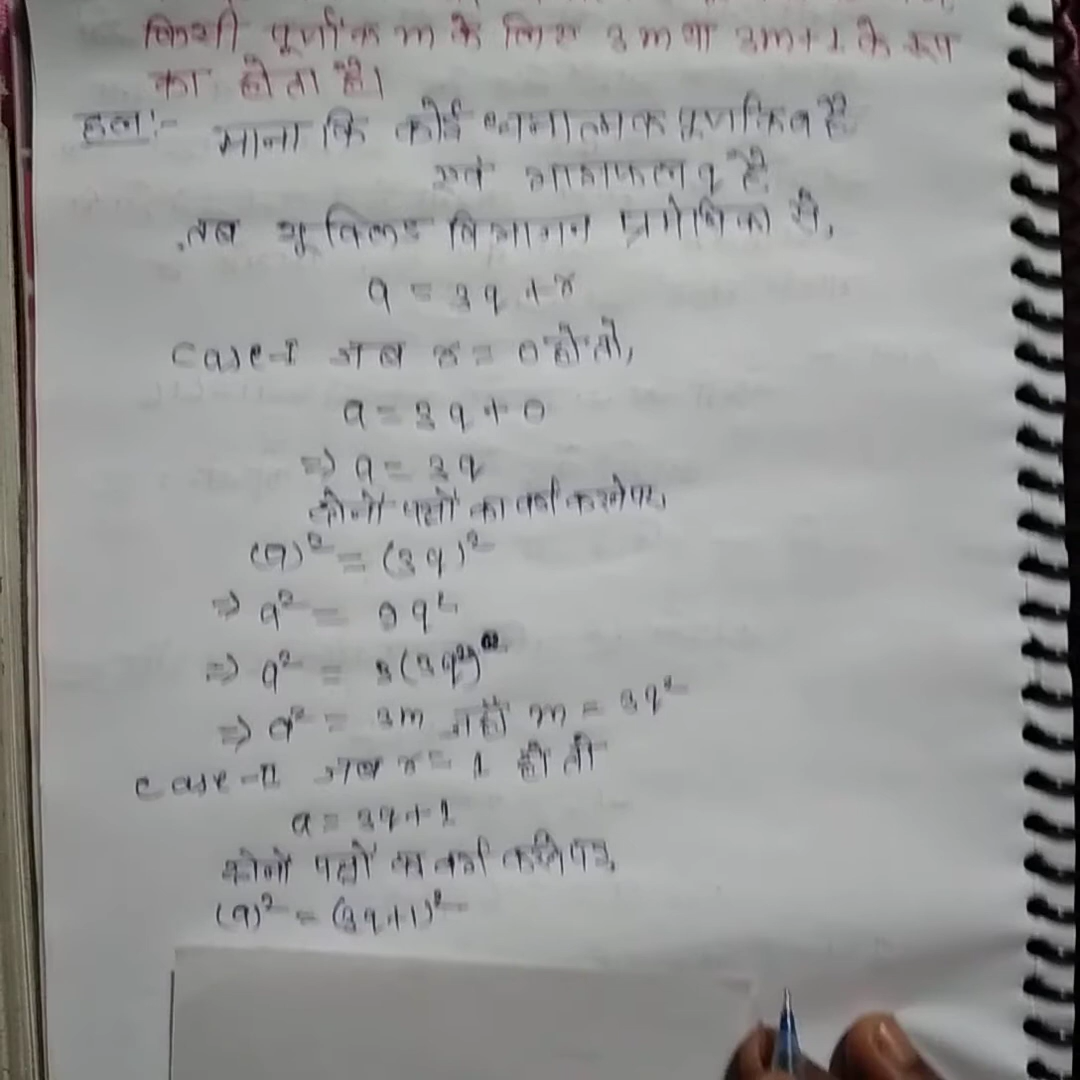 किसी पूर्णांक m के लिए 3m या 3m+1 के रूप
का होता है।
हल:- माना कि कोई धनात्मक पूर्णांक a है
एवं भागफल q है
तब यूक्लिड विभाजन प्रमेयिका से,
a = 3q + r
case-I जब r = 0 हो तो,
a = 3q + 0
⇒ a = 3q
दोनों पक्षों का वर्ग करने पर,
(a)² = (3q)²
⇒ a² = 9q²
⇒ a² = 3(3q²)
⇒ a² = 3m जहाँ m = 3q²
case-II जब r = 1 हो तो
a = 3q+1
दोनों पक्षों का वर्ग करने पर,
(a)² = (3q+1)²